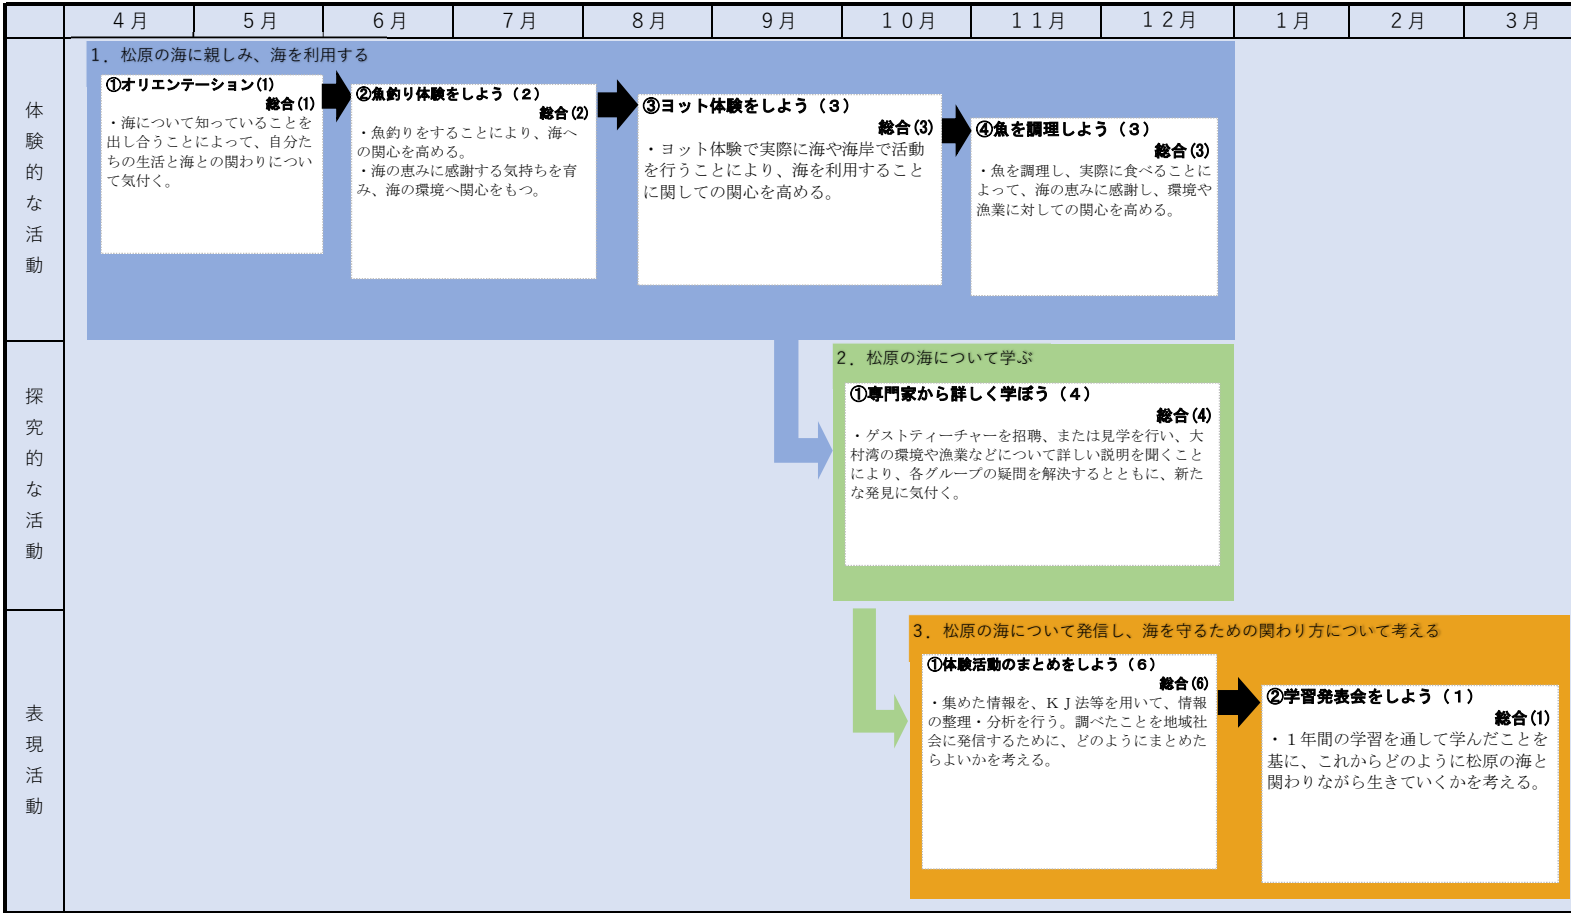 ４月 ５月 ６月 ７月 ８月 ９月 １０月 １１月 １２月 １月 ２月 ３月
体験的な活動
1．松原の海に親しみ、海を利用する
①オリエンテーション(1)
総合(1)
・海について知っていることを
出し合うことによって、自分た
ちの生活と海との関わりについ
て気付く。
②魚釣り体験をしよう（２）
総合(2)
・魚釣りをすることにより、海へ
の関心を高める。
・海の恵みに感謝する気持ちを育
み、海の環境へ関心をもつ。
③ヨット体験をしよう（３）
総合(3)
・ヨット体験で実際に海や海岸で活動
を行うことにより、海を利用すること
に関しての関心を高める。
④魚を調理しよう（３）
総合(3)
・魚を調理し、実際に食べることに
よって、海の恵みに感謝し、環境や
漁業に対しての関心を高める。
探究的な活動
2．松原の海について学ぶ
①専門家から詳しく学ぼう（４）
総合(4)
・ゲストティーチャーを招聘、または見学を行い、大
村湾の環境や漁業などについて詳しい説明を聞くこと
により、各グループの疑問を解決するとともに、新た
な発見に気付く。
表現活動
3．松原の海について発信し、海を守るための関わり方について考える
①体験活動のまとめをしよう（６）
総合(6)
・集めた情報を、ＫＪ法等を用いて、情報
の整理・分析を行う。調べたことを地域社
会に発信するために、どのようにまとめた
らよいかを考える。
②学習発表会をしよう（１）
総合(1)
・１年間の学習を通して学んだことを
基に、これからどのように松原の海と
関わりながら生きていくかを考える。